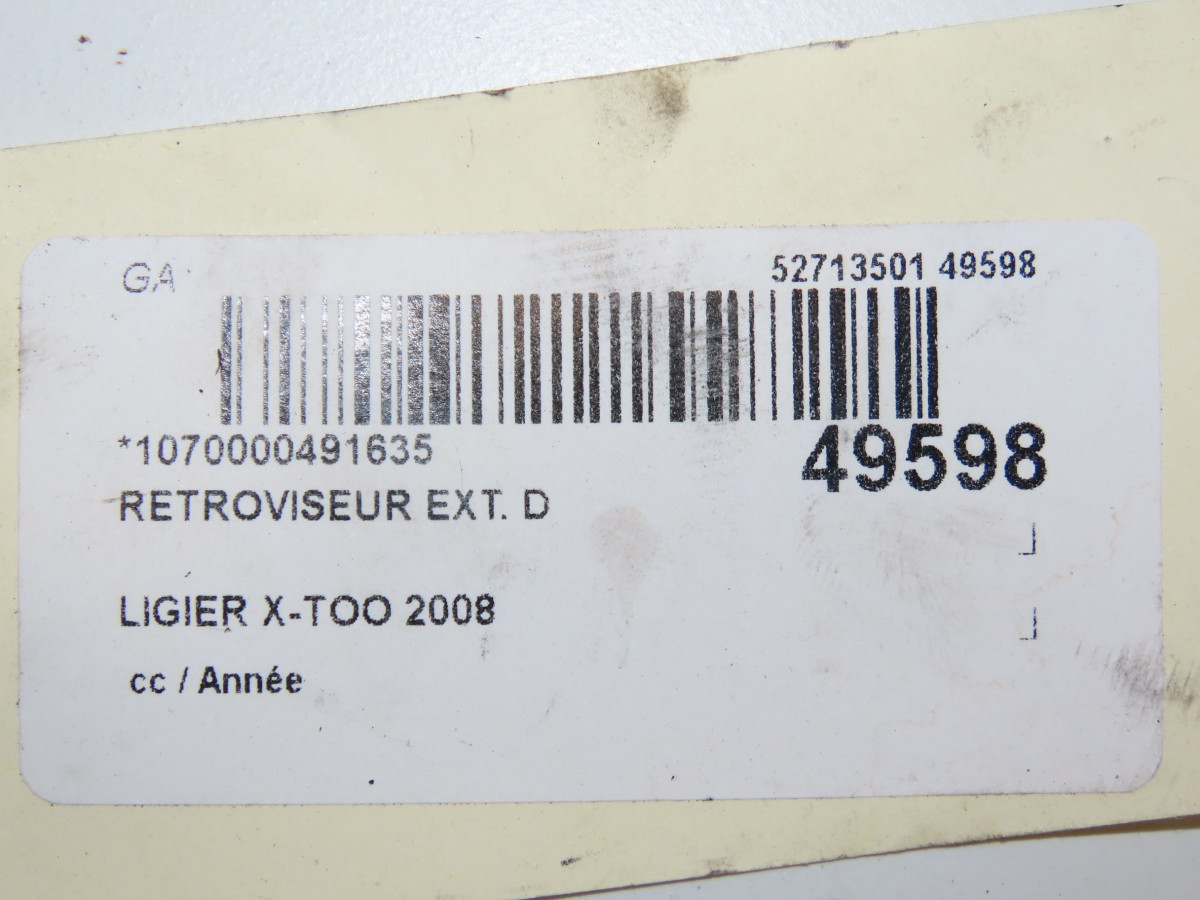 GA
52713501 49598
*1070000491635
49598
RETROVISEUR EXT. D
LIGIER X-TOO 2008
cc / Année